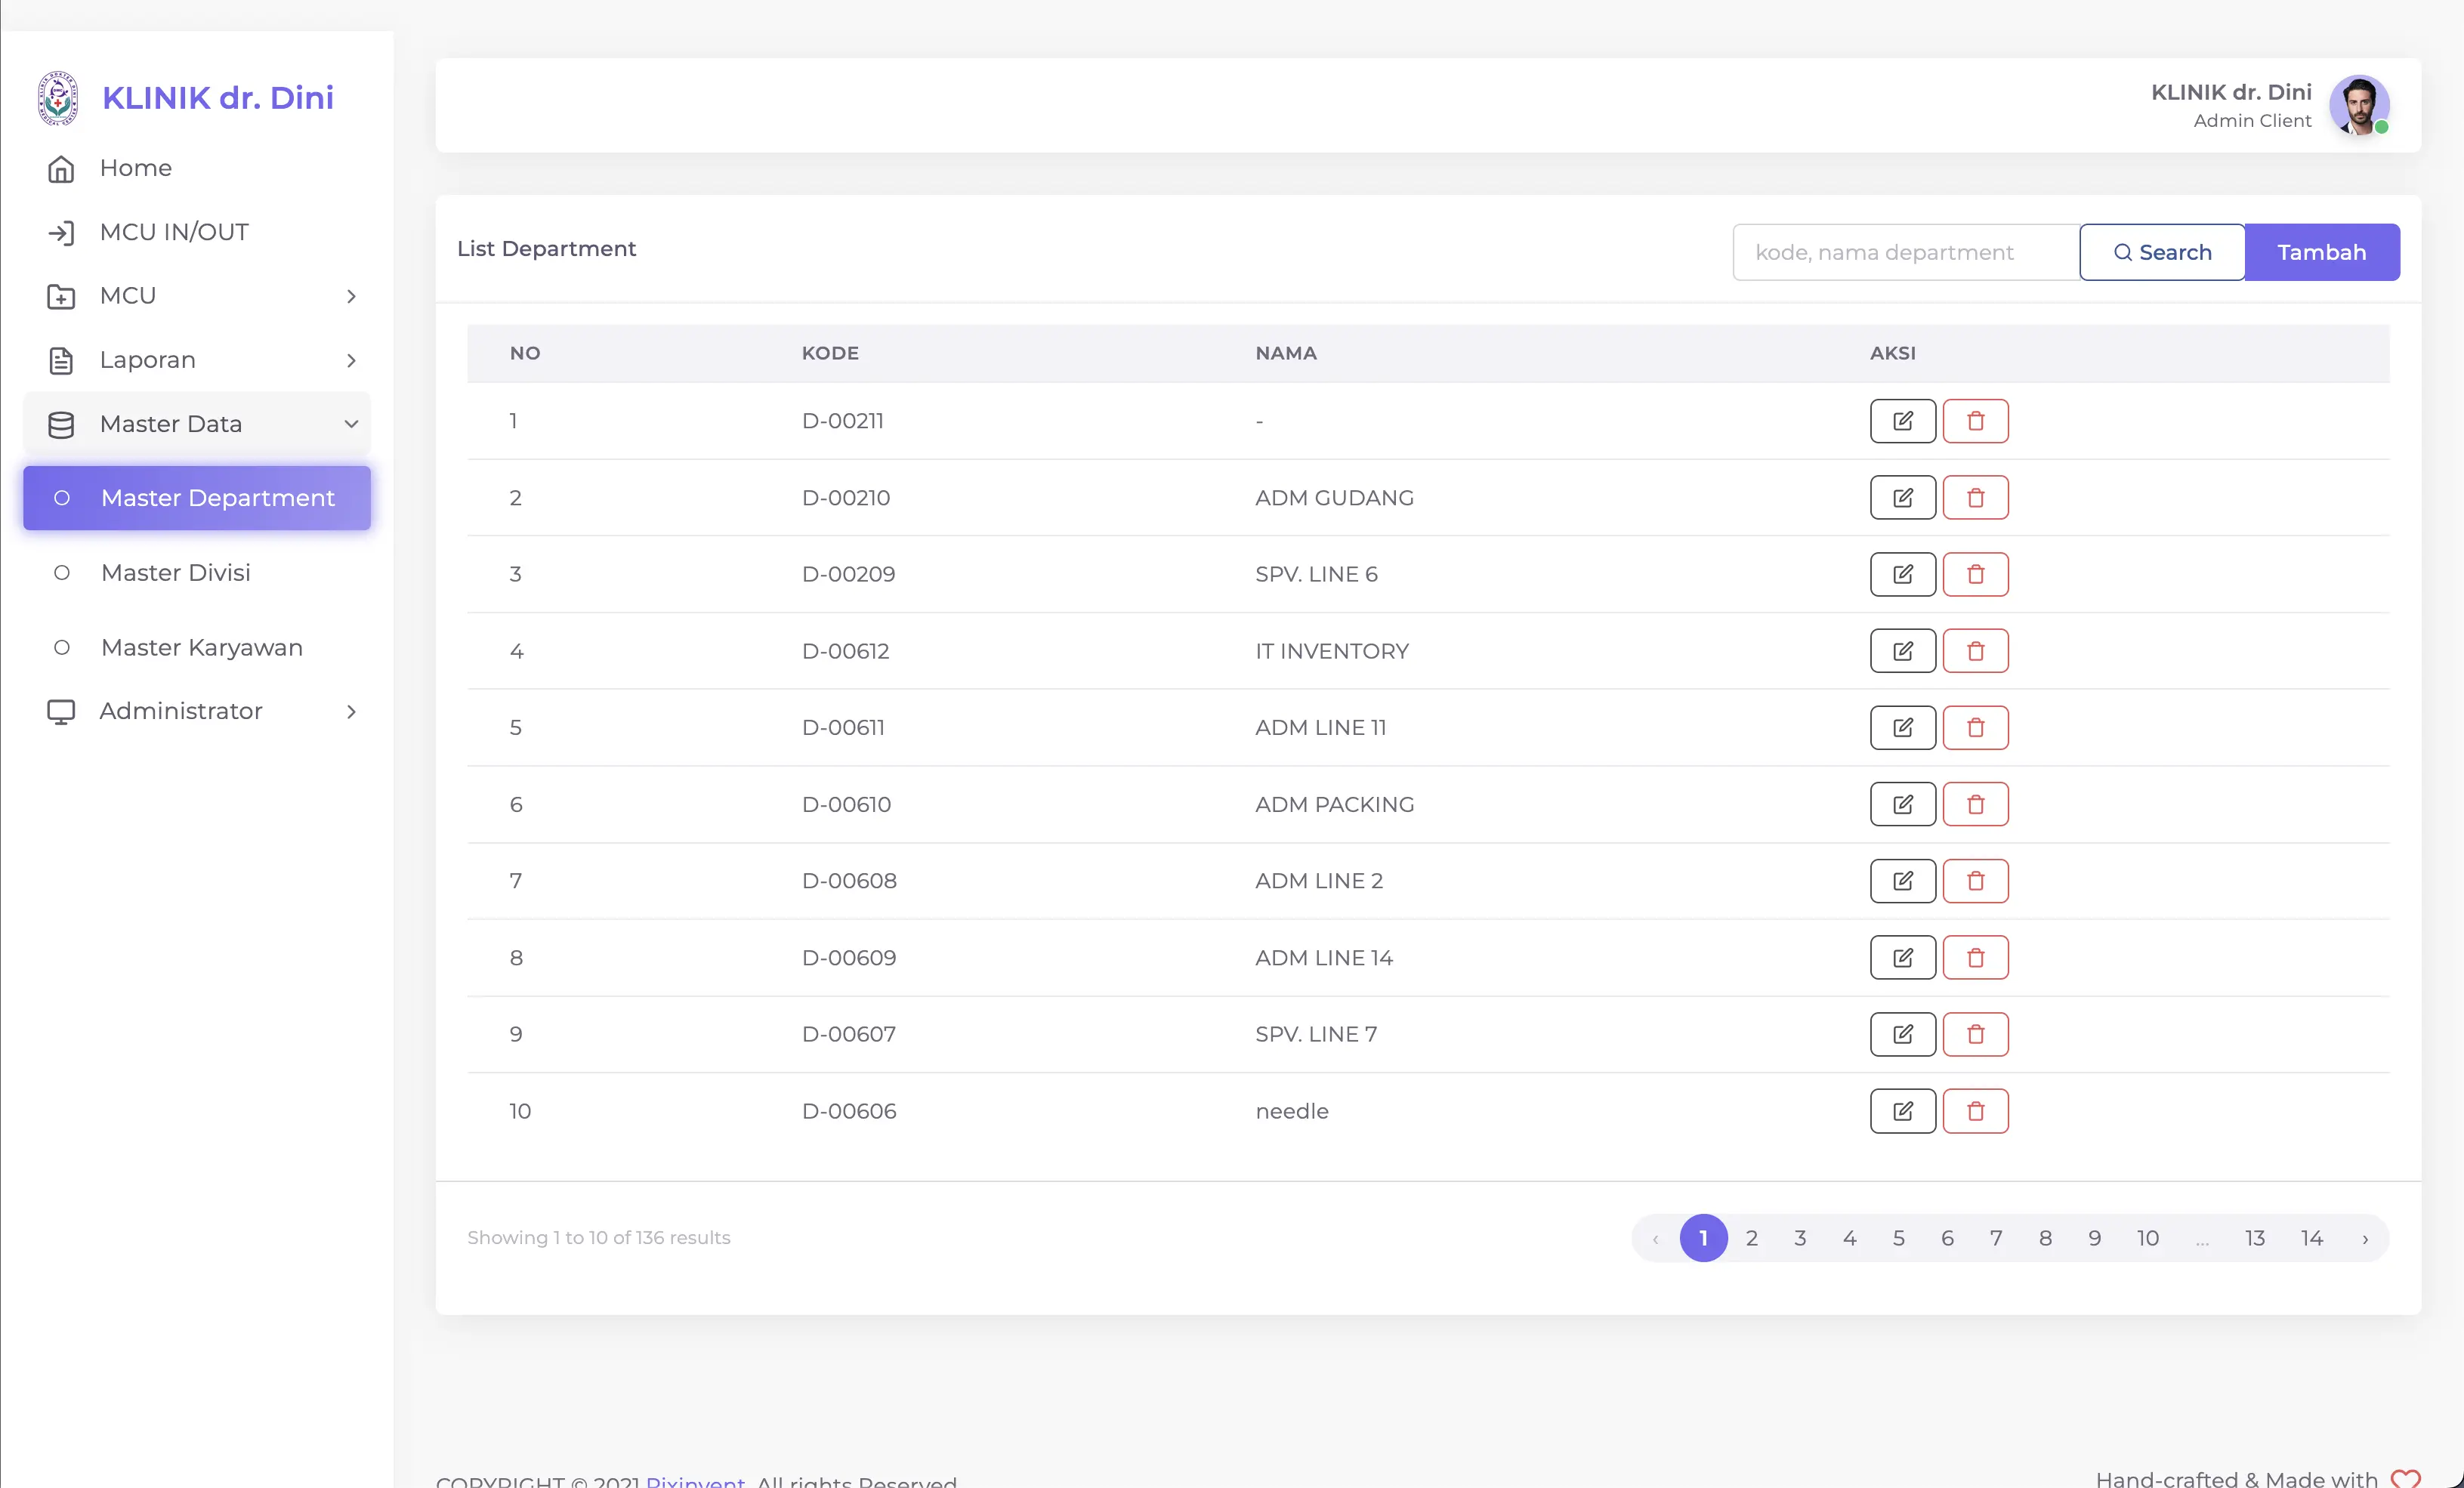 KLINIK dr. Dini
Home
MCU IN/OUT
MCU
Laporan
Master Data
Master Department
Master Divisi
Master Karyawan
Administrator
KLINIK dr. Dini
Admin Client
List Department
kode, nama department
Search
Tambah
NO KODE NAMA AKSI
1 D-00211 -
2 D-00210 ADM GUDANG
3 D-00209 SPV. LINE 6
4 D-00612 IT INVENTORY
5 D-00611 ADM LINE 11
6 D-00610 ADM PACKING
7 D-00608 ADM LINE 2
8 D-00609 ADM LINE 14
9 D-00607 SPV. LINE 7
10 D-00606 needle
Showing 1 to 10 of 136 results
‹ 1 2 3 4 5 6 7 8 9 10 ... 13 14 ›
COPYRIGHT © 2021 Pixinvent, All rights Reserved
Hand-crafted & Made with